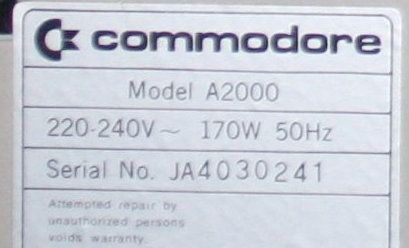 commodore
Model A2000
220-240V~ 170W 50Hz
Serial No. JA4030241
Attempted repair by
unauthorized persons
voids warranty.